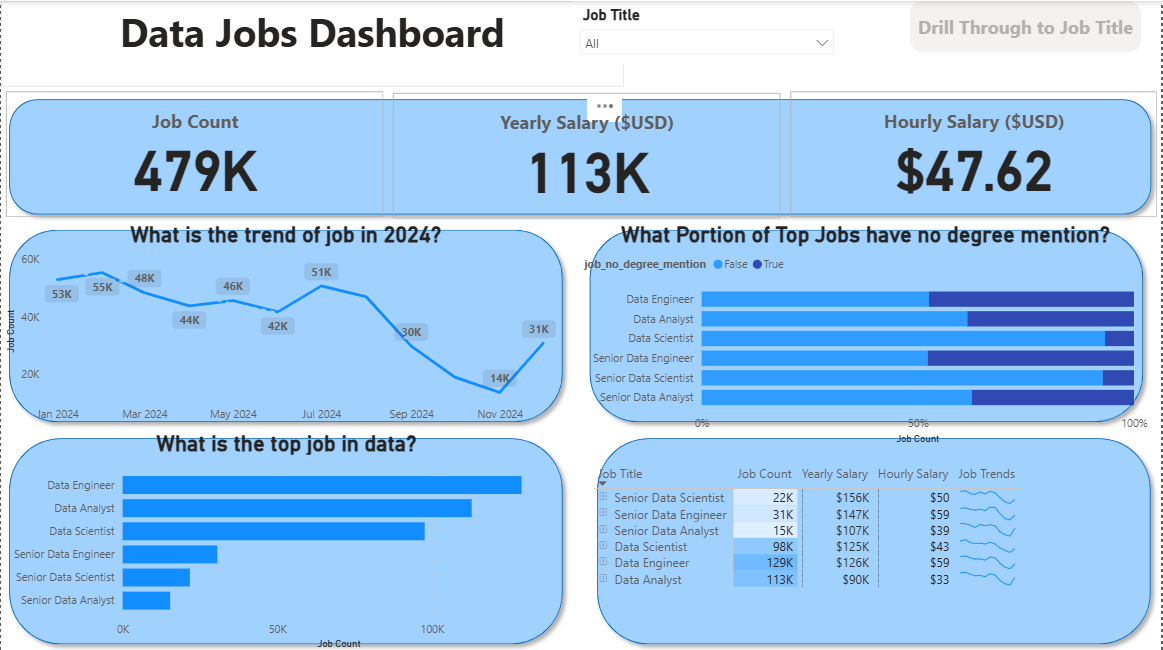 Data Jobs Dashboard
Job Title
All
Drill Through to Job Title
Job Count
479K
Yearly Salary ($USD)
113K
Hourly Salary ($USD)
$47.62
What is the trend of job in 2024?
60K
40K
20K
Job Count
53K
55K
48K
44K
46K
42K
51K
30K
14K
31K
Jan 2024
Mar 2024
May 2024
Jul 2024
Sep 2024
Nov 2024
What Portion of Top Jobs have no degree mention?
job_no_degree_mention False True
Data Engineer
Data Analyst
Data Scientist
Senior Data Engineer
Senior Data Scientist
Senior Data Analyst
0%
50%
100%
Job Count
What is the top job in data?
Data Engineer
Data Analyst
Data Scientist
Senior Data Engineer
Senior Data Scientist
Senior Data Analyst
0K
50K
100K
Job Count
Job Title Job Count Yearly Salary Hourly Salary Job Trends
Senior Data Scientist 22K $156K $50
Senior Data Engineer 31K $147K $59
Senior Data Analyst 15K $107K $39
Data Scientist 98K $125K $43
Data Engineer 129K $126K $59
Data Analyst 113K $90K $33